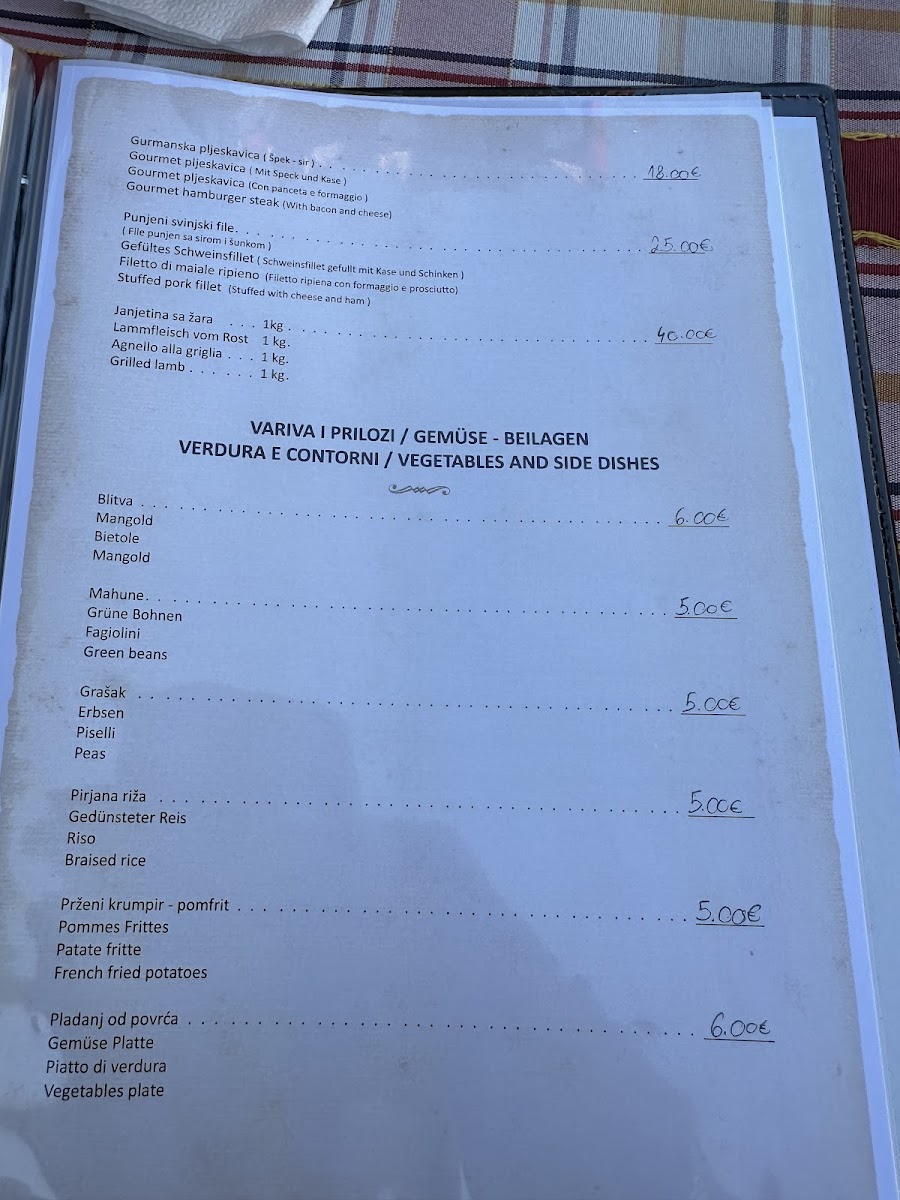 Gurmanska pljeskavica ( Špek - sir ) . . . . . . . . . . . . . . . . . . . . . . . . . 18.00€
Gourmet pljeskavica ( Mit Speck und Kase )
Gourmet pljeskavica (Con panceta e formaggio )
Gourmet hamburger steak (With bacon and cheese)
Punjeni svinjski file. . . . . . . . . . . . . . . . . . . . . . . . . . . . . . 25.00€
( File punjen sa sirom i šunkom )
Gefültes Schweinsfillet ( Schweinsfillet gefullt mit Kase und Schinken )
Filetto di maiale ripieno (Filetto ripiena con formaggio e prosciutto)
Stuffed pork fillet (Stuffed with cheese and ham )
Janjetina sa žara . . . . 1kg . . . . . . . . . . . . . . . . . . . . . . . . . . 40.00€
Lammfleisch vom Rost 1 kg.
Agnello alla griglia . . . 1 kg.
Grilled lamb . . . . . . 1 kg.
VARIVA I PRILOZI / GEMÜSE - BEILAGEN
VERDURA E CONTORNI / VEGETABLES AND SIDE DISHES
Blitva . . . . . . . . . . . . . . . . . . . . . . . . . . . . . . . . . . . . . 6.00€
Mangold
Bietole
Mangold
Mahune. . . . . . . . . . . . . . . . . . . . . . . . . . . . . . . . . . . . . 5.00€
Grüne Bohnen
Fagiolini
Green beans
Grašak . . . . . . . . . . . . . . . . . . . . . . . . . . . . . . . . . . . . . 5.00€
Erbsen
Piselli
Peas
Pirjana riža . . . . . . . . . . . . . . . . . . . . . . . . . . . . . . . . . . 5.00€
Gedünsteter Reis
Riso
Braised rice
Prženi krumpir - pomfrit . . . . . . . . . . . . . . . . . . . . . . . . . . . . 5.00€
Pommes Frittes
Patate fritte
French fried potatoes
Pladanj od povrća . . . . . . . . . . . . . . . . . . . . . . . . . . . . . . . 6.00€
Gemüse Platte
Piatto di verdura
Vegetables plate